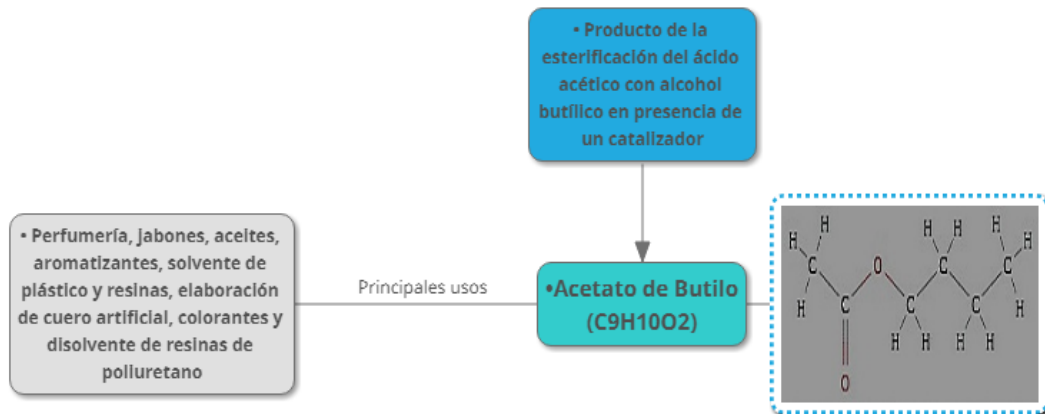 • Producto de la
esterificación del ácido
acético con alcohol
butílico en presencia de
un catalizador
• Perfumería, jabones, aceites,
aromatizantes, solvente de
plástico y resinas, elaboración
de cuero artificial, colorantes y
disolvente de resinas de
poliuretano
Principales usos
•Acetato de Butilo
(C9H10O2)
H H H H H
H C O C C H
H C C C H
H H H H
O